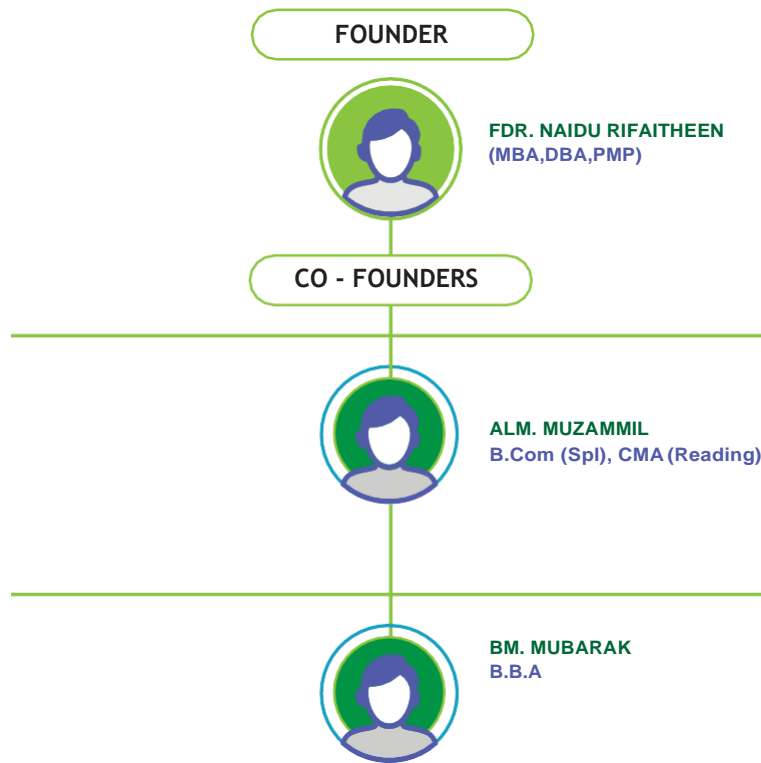 FOUNDER
FDR. NAIDU RIFAITHEEN
(MBA,DBA,PMP)
CO - FOUNDERS
ALM. MUZAMMIL
B.Com (Spl), CMA (Reading)
BM. MUBARAK
B.B.A